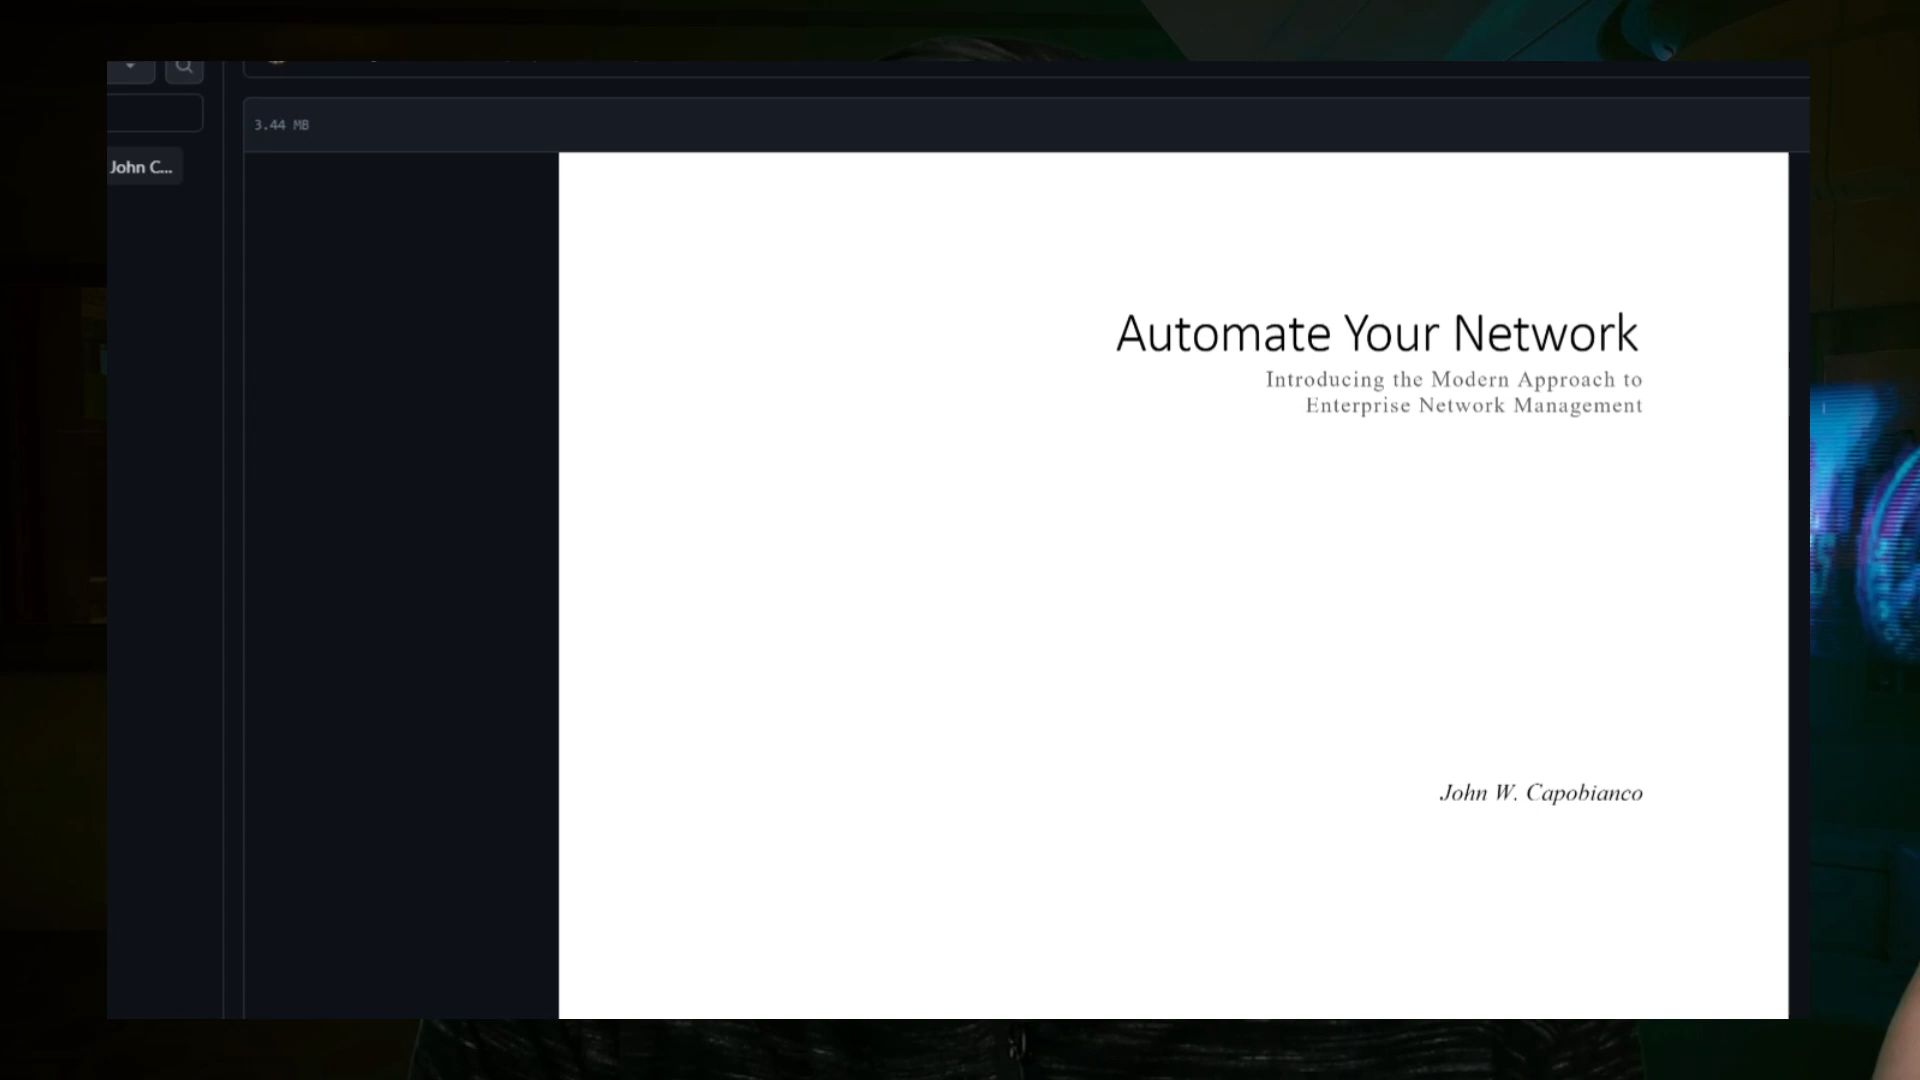 3.44 MB
John C...
Automate Your Network
Introducing the Modern Approach to
Enterprise Network Management
John W. Capobianco